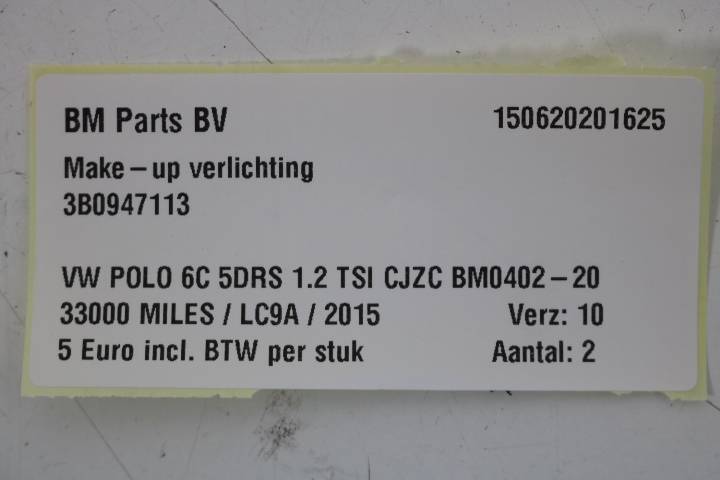 BM Parts BV 150620201625
Make-up verlichting
3B0947113
VW POLO 6C 5DRS 1.2 TSI CJZC BM0402-20
33000 MILES / LC9A / 2015 Verz: 10
5 Euro incl. BTW per stuk Aantal: 2